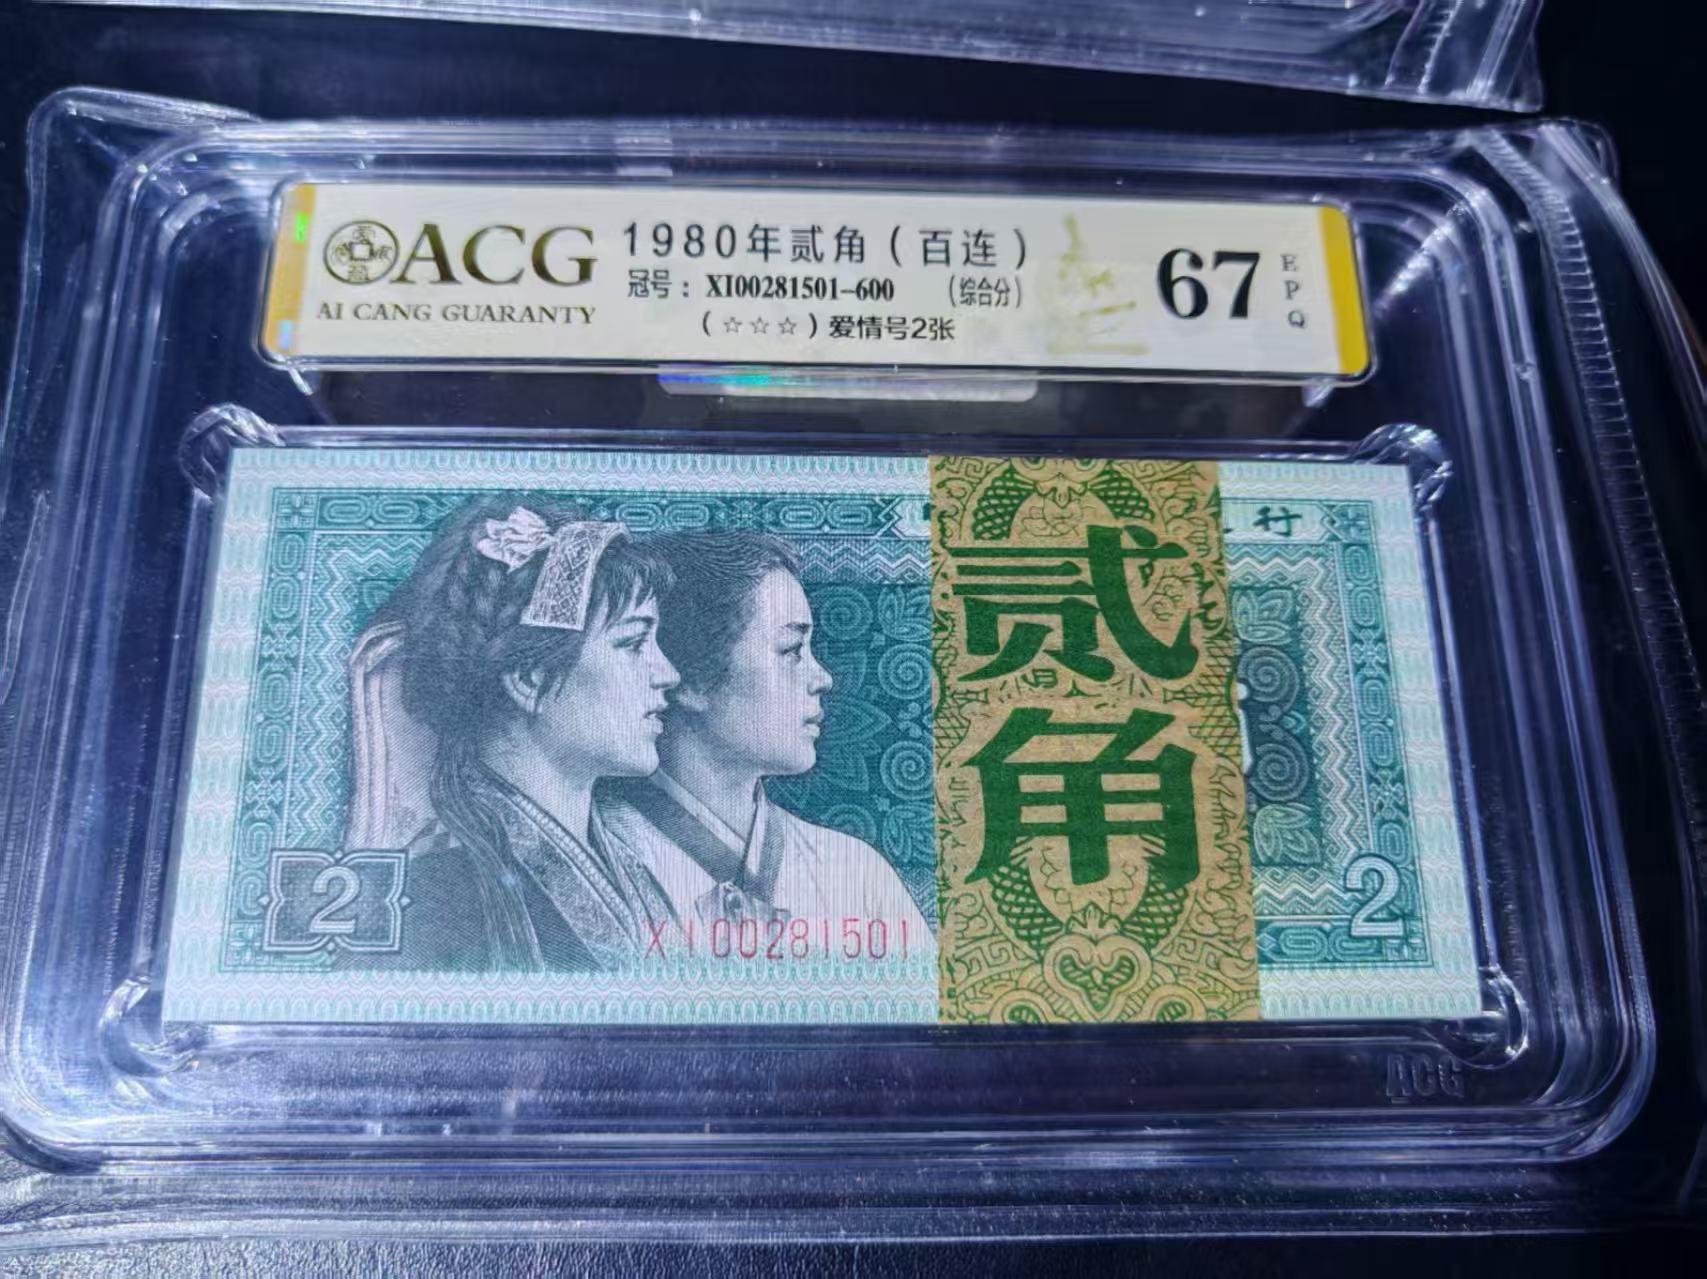 ACG
AI CANG GUARANTY
1980年贰角(百连)
冠号:XI00281501-600 (综合分)
(☆☆☆)爱情号2张
67
EPQ
行
贰
角
2
XI00281501
2
ACG